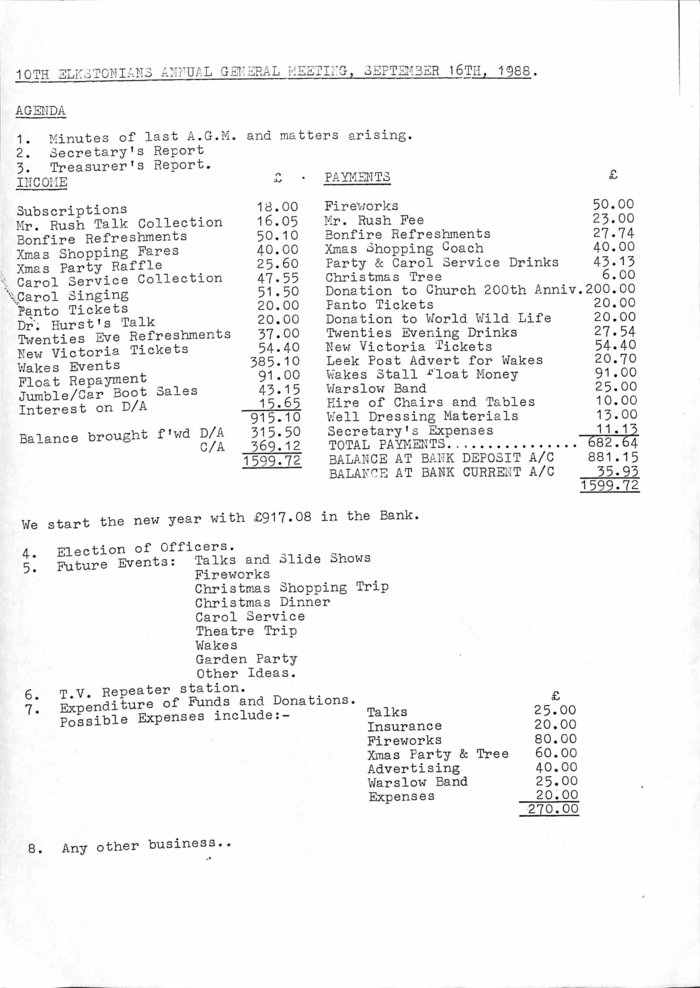 10TH ELKSTONIANS ANNUAL GENERAL MEETING, SEPTEMBER 16TH, 1988.
AGENDA
1. Minutes of last A.G.M. and matters arising.
2. Secretary's Report
3. Treasurer's Report.
INCOME £
Subscriptions 18.00
Mr. Rush Talk Collection 16.05
Bonfire Refreshments 50.10
Xmas Shopping Fares 40.00
Xmas Party Raffle 25.60
Carol Service Collection 47.55
Carol Singing 51.50
Panto Tickets 20.00
Dr. Hurst's Talk 20.00
Twenties Eve Refreshments 37.00
New Victoria Tickets 54.40
Wakes Events 385.10
Float Repayment 91.00
Jumble/Car Boot Sales 43.15
Interest on D/A 15.65
915.10
Balance brought f'wd D/A 315.50
C/A 369.12
1599.72
PAYMENTS £
Fireworks 50.00
Mr. Rush Fee 23.00
Bonfire Refreshments 27.74
Xmas Shopping Coach 40.00
Party & Carol Service Drinks 43.13
Christmas Tree 6.00
Donation to Church 200th Anniv.200.00
Panto Tickets 20.00
Donation to World Wild Life 20.00
Twenties Evening Drinks 27.54
New Victoria Tickets 54.40
Leek Post Advert for Wakes 20.70
Wakes Stall Float Money 91.00
Warslow Band 25.00
Hire of Chairs and Tables 10.00
Well Dressing Materials 13.00
Secretary's Expenses 11.13
TOTAL PAYMENTS................ 682.64
BALANCE AT BANK DEPOSIT A/C 881.15
BALANCE AT BANK CURRENT A/C 35.93
1599.72
We start the new year with £917.08 in the Bank.
4. Election of Officers.
5. Future Events: Talks and Slide Shows
Fireworks
Christmas Shopping Trip
Christmas Dinner
Carol Service
Theatre Trip
Wakes
Garden Party
Other Ideas.
6. T.V. Repeater station.
7. Expenditure of Funds and Donations.
Possible Expenses include:-
£
Talks 25.00
Insurance 20.00
Fireworks 80.00
Xmas Party & Tree 60.00
Advertising 40.00
Warslow Band 25.00
Expenses 20.00
270.00
8. Any other business..